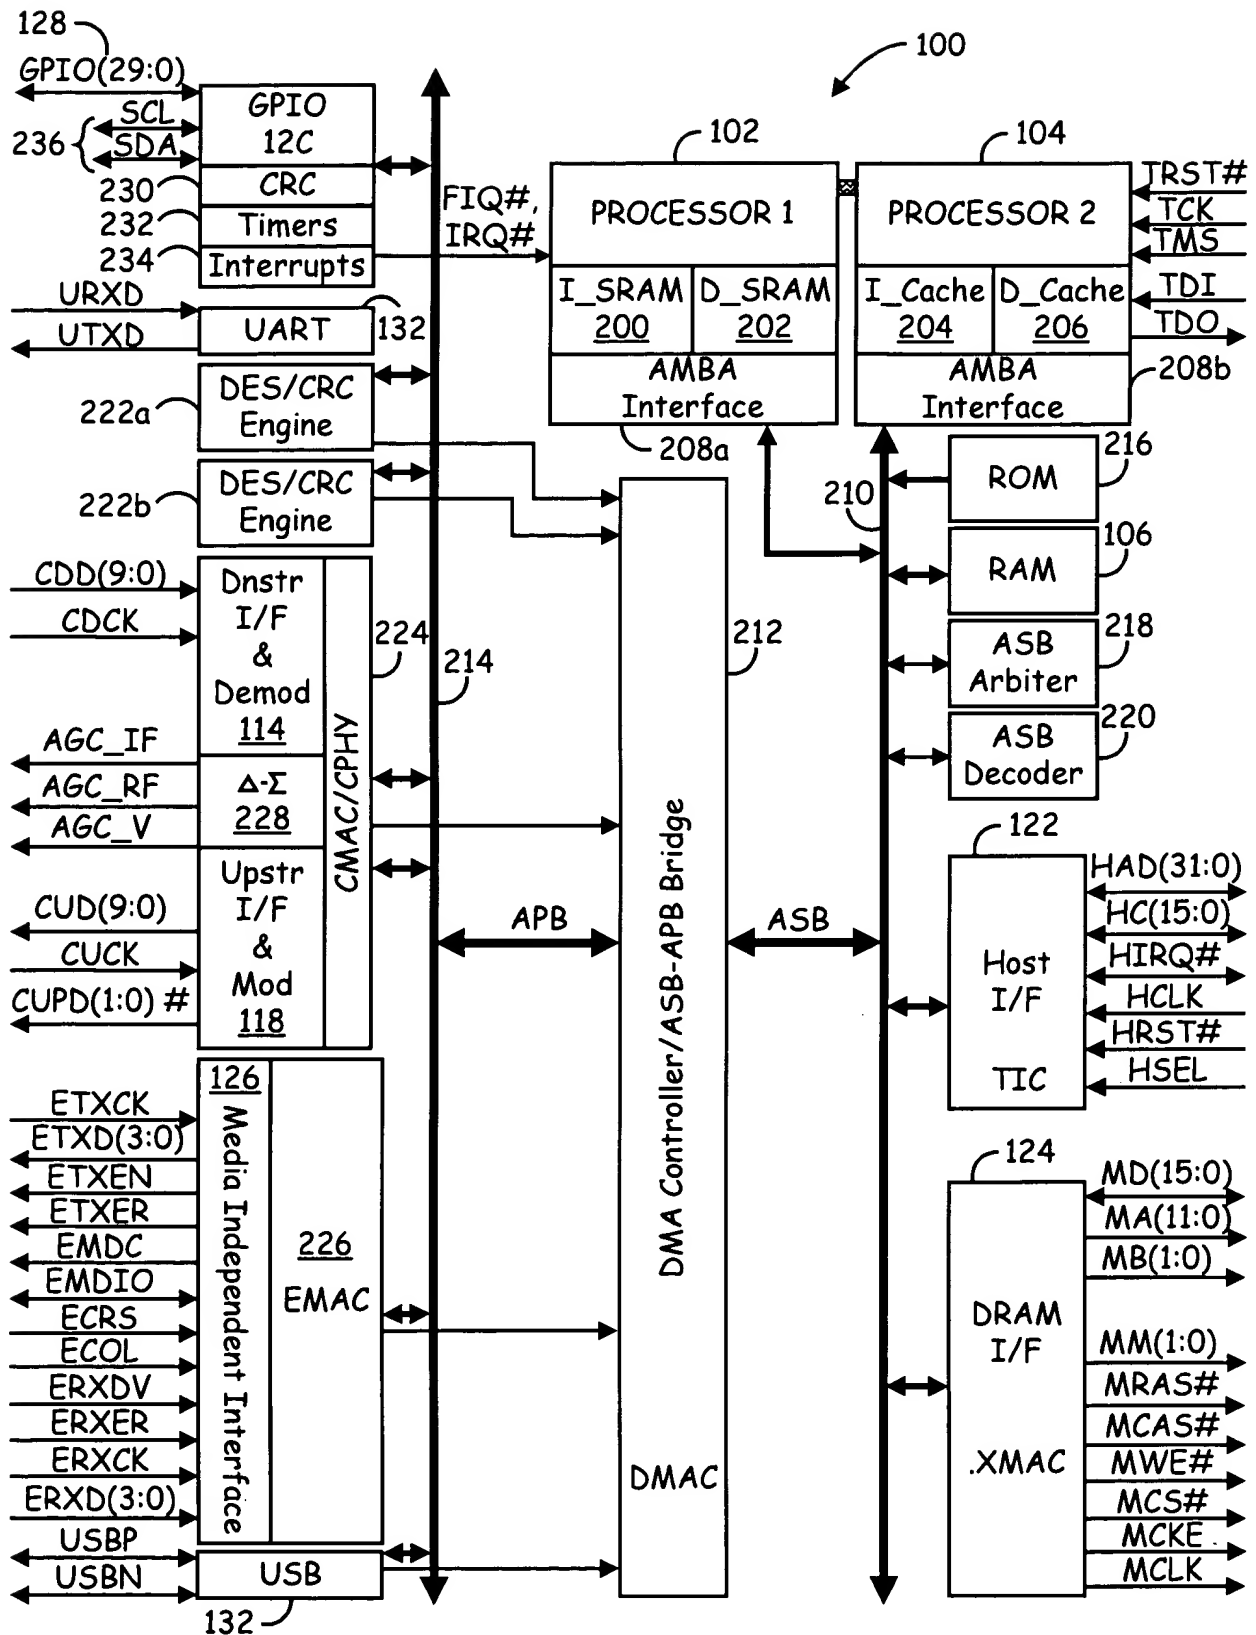 128
100
GPIO(29:0)
SCL
SDA
236
GPIO
12C
230
CRC
232
Timers
234
Interrupts
FIQ#,
IRQ#
URXD
UTXD
UART
132
222a
DES/CRC
Engine
222b
DES/CRC
Engine
CDD(9:0)
CDCK
Dnstr
I/F
&
Demod
114
224
214
AGC_IF
AGC_RF
AGC_V
Δ-Σ
228
CMAC/CPHY
CUD(9:0)
CUCK
CUPD(1:0) #
Upstr
I/F
&
Mod
118
ETXCK
ETXD(3:0)
ETXEN
ETXER
EMDC
EMDIO
ECRS
ECOL
ERXDV
ERXER
ERXCK
ERXD(3:0)
126
Media Independent Interface
226
EMAC
USBP
USBN
USB
132
APB
212
DMA Controller/ASB-APB Bridge
DMAC
ASB
102
PROCESSOR 1
I_SRAM
200
D_SRAM
202
AMBA
Interface
208a
104
PROCESSOR 2
I_Cache
204
D_Cache
206
AMBA
Interface
208b
TRST#
TCK
TMS
TDI
TDO
210
ROM
216
RAM
106
ASB
Arbiter
218
ASB
Decoder
220
122
Host
I/F
TIC
HAD(31:0)
HC(15:0)
HIRQ#
HCLK
HRST#
HSEL
124
DRAM
I/F
.XMAC
MD(15:0)
MA(11:0)
MB(1:0)
MM(1:0)
MRAS#
MCAS#
MWE#
MCS#
MCKE
MCLK